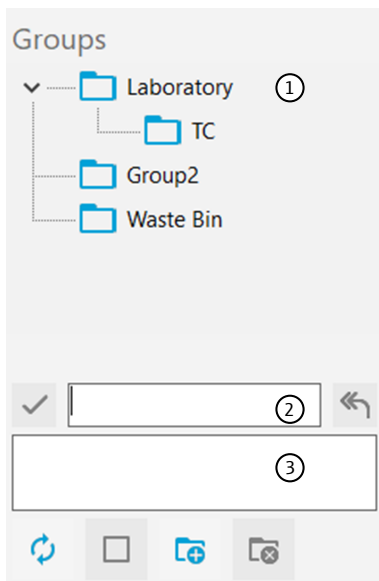 Groups
Laboratory ①
TC
Group2
Waste Bin
②
③